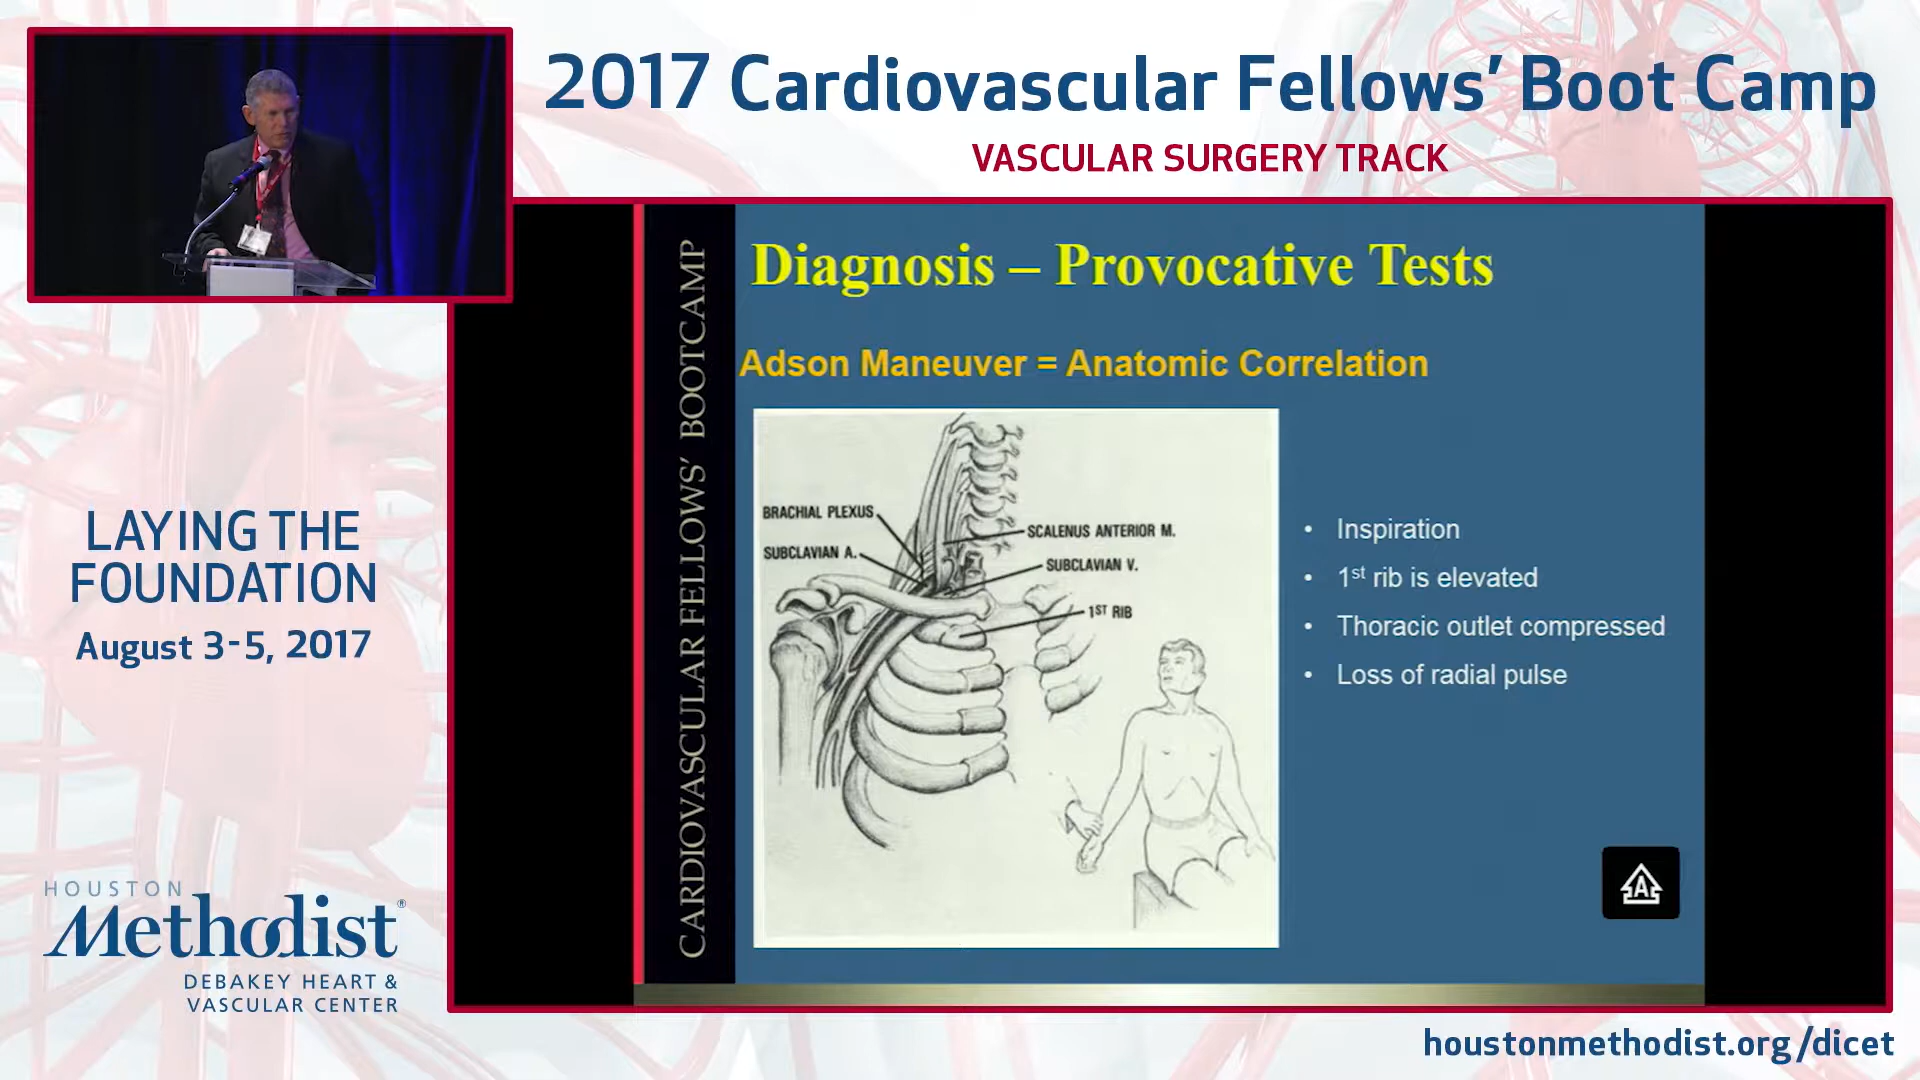 2017 Cardiovascular Fellows’ Boot Camp
VASCULAR SURGERY TRACK
LAYING THE
FOUNDATION
August 3-5, 2017
HOUSTON
Methodist®
DEBAKEY HEART &
VASCULAR CENTER
CARDIOVASCULAR FELLOWS’ BOOTCAMP
Diagnosis – Provocative Tests
Adson Maneuver = Anatomic Correlation
BRACHIAL PLEXUS
SUBCLAVIAN A.
SCALENUS ANTERIOR M.
SUBCLAVIAN V.
1ST RIB
• Inspiration
• 1st rib is elevated
• Thoracic outlet compressed
• Loss of radial pulse
A
houstonmethodist.org/dicet